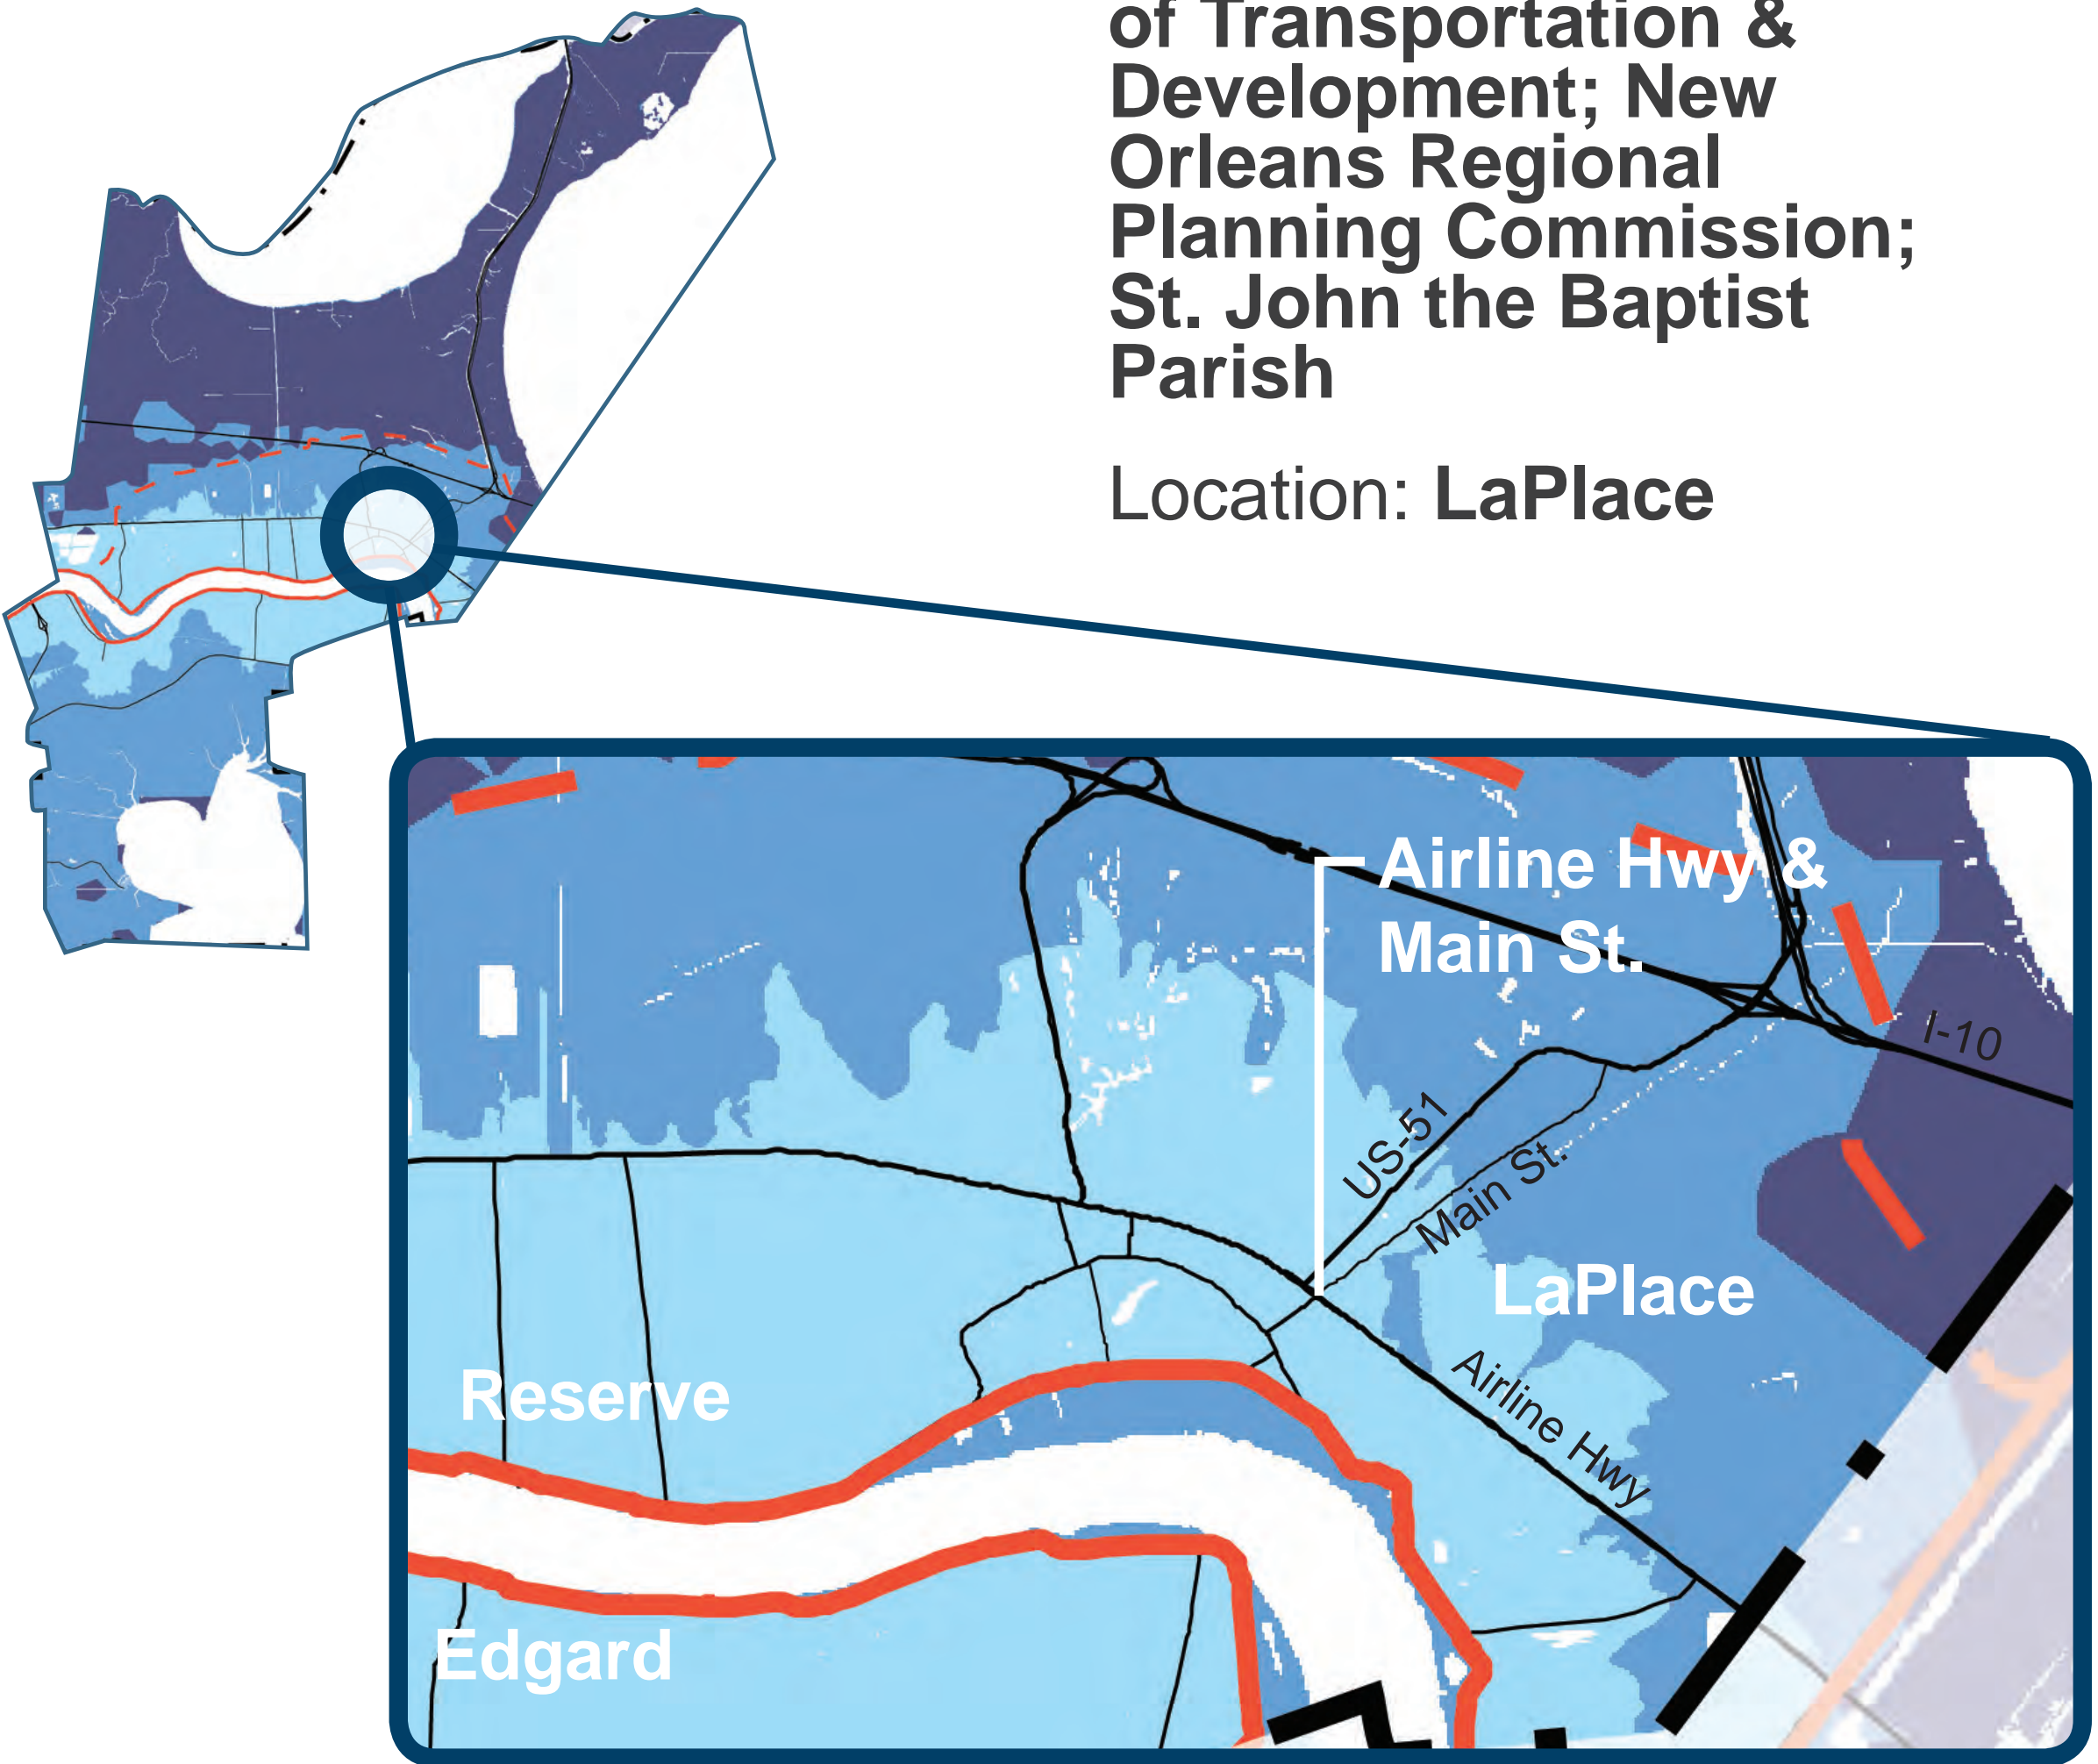 of Transportation &
Development; New
Orleans Regional
Planning Commission;
St. John the Baptist
Parish
Location: LaPlace
Airline Hwy &
Main St.
I-10
US-51
Main St.
LaPlace
Airline Hwy
Reserve
Edgard